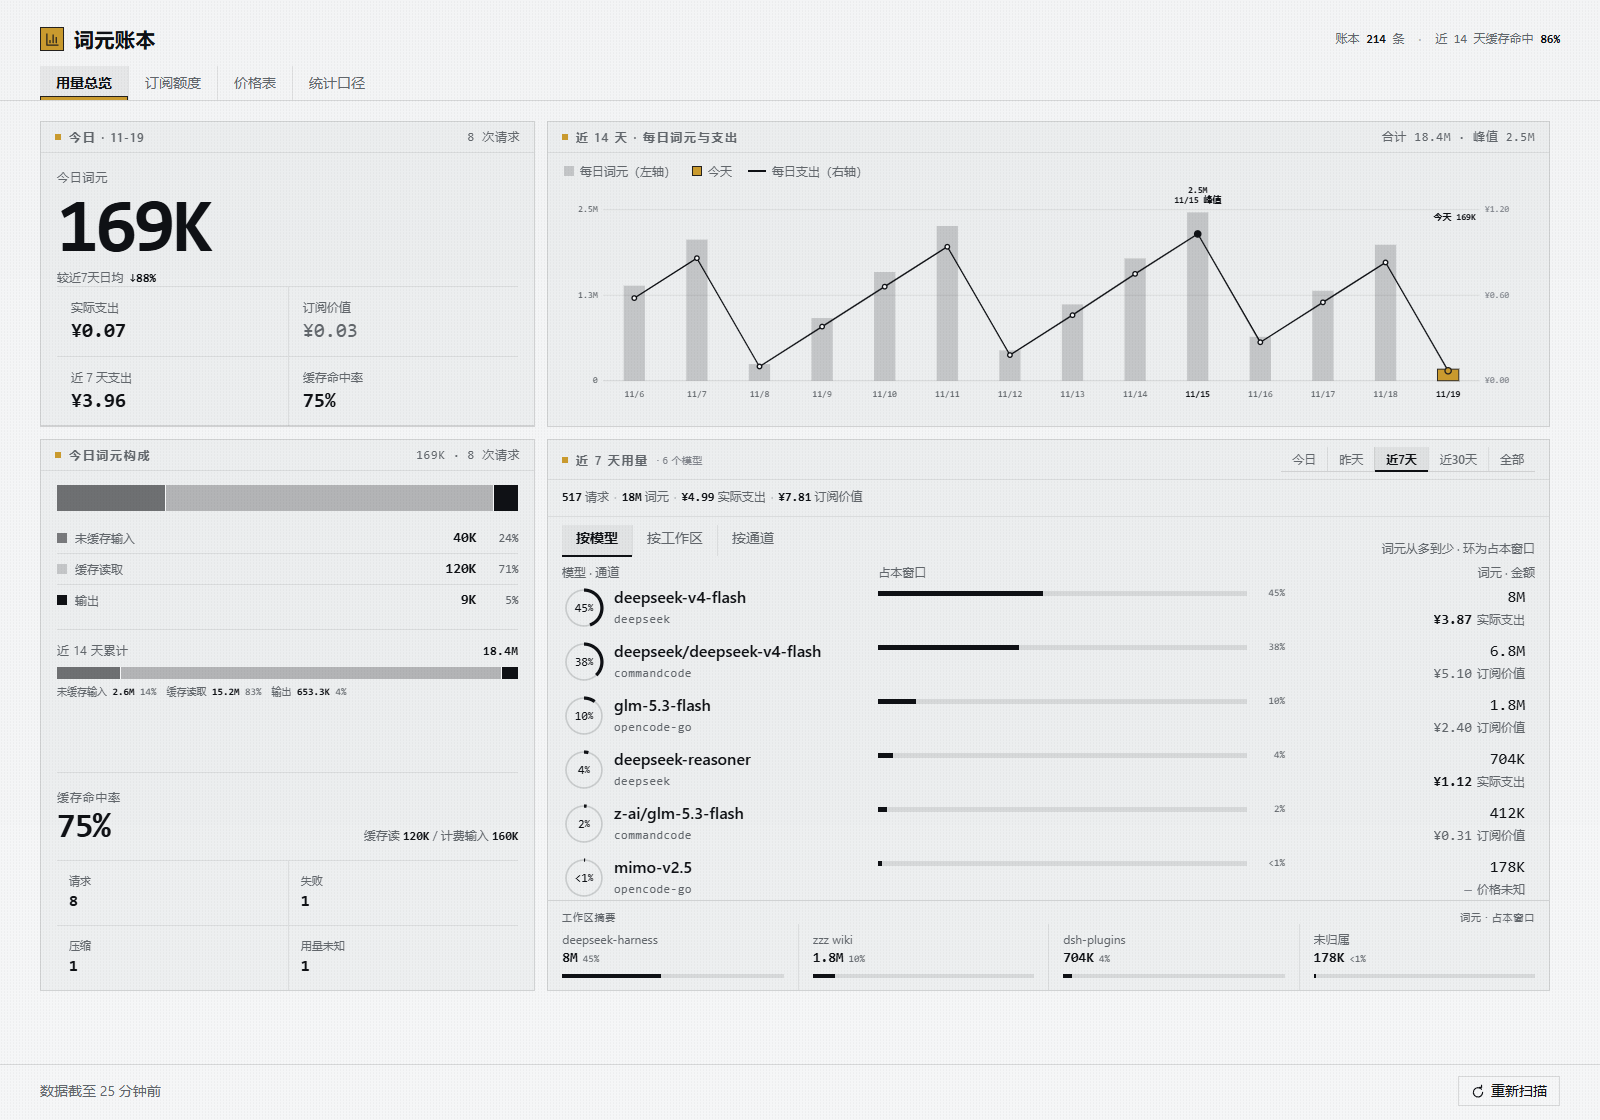 词元账本
账本 214 条 · 近 14 天缓存命中 86%
用量总览 订阅额度 价格表 统计口径
今日 · 11-19 8 次请求
今日词元
169K
较近7天日均 ↓88%
实际支出 订阅价值
¥0.07 ¥0.03
近 7 天支出 缓存命中率
¥3.96 75%
近 14 天 · 每日词元与支出 合计 18.4M · 峰值 2.5M
每日词元（左轴） 今天 每日支出（右轴）
2.5M
11/15 峰值
今天 169K
2.5M ¥1.20
1.3M ¥0.60
0 ¥0.00
11/6 11/7 11/8 11/9 11/10 11/11 11/12 11/13 11/14 11/15 11/16 11/17 11/18 11/19
今日词元构成 169K · 8 次请求
未缓存输入 40K 24%
缓存读取 120K 71%
输出 9K 5%
近 14 天累计 18.4M
未缓存输入 2.6M 14% 缓存读取 15.2M 83% 输出 653.3K 4%
缓存命中率
75%
缓存读 120K / 计费输入 160K
请求 失败
8 1
压缩 用量未知
1 1
近 7 天用量 · 6 个模型
今日 昨天 近7天 近30天 全部
517 请求 · 18M 词元 · ¥4.99 实际支出 · ¥7.81 订阅价值
按模型 按工作区 按通道
词元从多到少 · 环为占本窗口
模型 · 通道 占本窗口 词元 · 金额
45% deepseek-v4-flash 45% 8M
deepseek ¥3.87 实际支出
38% deepseek/deepseek-v4-flash 38% 6.8M
commandcode ¥5.10 订阅价值
10% glm-5.3-flash 10% 1.8M
opencode-go ¥2.40 订阅价值
4% deepseek-reasoner 4% 704K
deepseek ¥1.12 实际支出
2% z-ai/glm-5.3-flash 2% 412K
commandcode ¥0.31 订阅价值
<1% mimo-v2.5 <1% 178K
opencode-go — 价格未知
工作区摘要 词元 · 占本窗口
deepseek-harness zzz wiki dsh-plugins 未归属
8M 45% 1.8M 10% 704K 4% 178K <1%
数据截至 25 分钟前
重新扫描